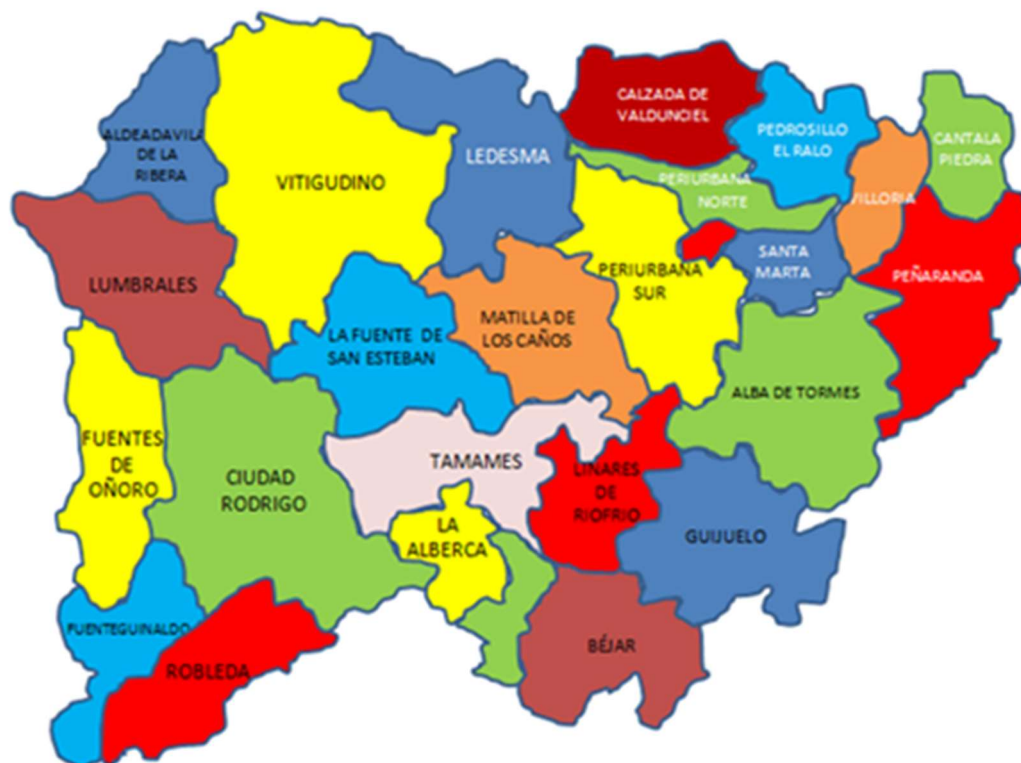 CALZADA DE
VALDUNCIEL
ALDEADAVILA
DE LA
RIBERA
VITIGUDINO
LEDESMA
PEDROSILLO
EL RALO
CANTALA
PIEDRA
PERIURBANA
NORTE
VILLORIA
LUMBRALES
PERIURBANA
SUR
SANTA
MARTA
PEÑARANDA
LA FUENTE DE
SAN ESTEBAN
MATILLA DE
LOS CAÑOS
ALBA DE TORMES
FUENTES
DE
OÑORO
CIUDAD
RODRIGO
TAMAMES
LINARES
DE
RIOFRIO
LA
ALBERCA
GUIJUELO
FUENTEGUINALDO
ROBLEDA
BÉJAR